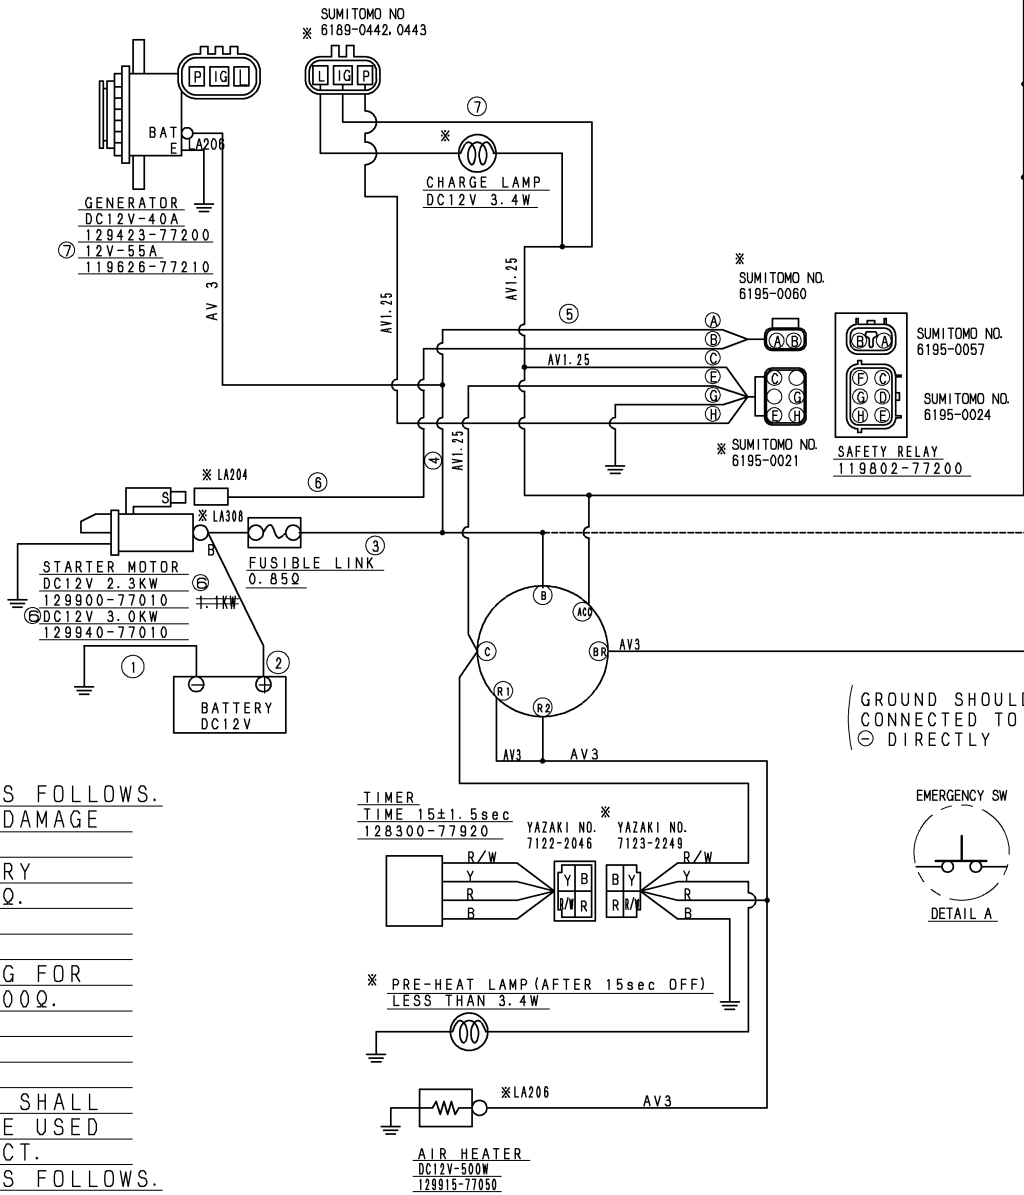 SUMITOMO NO
※ 6189-0442, 0443
P IG L
L IG P
⑦
※
BAT
E
LA206
CHARGE LAMP
DC12V 3.4W
GENERATOR
DC12V-40A
129423-77200
⑦ 12V-55A
119626-77210
AV 3
AV1.25
AV1.25
※
SUMITOMO NO.
6195-0060
⑤
A
B
C
E
G
H
AV1.25
A B
C
G
E H
B A
F C
G D
H E
SUMITOMO NO.
6195-0057
SUMITOMO NO.
6195-0024
※ SUMITOMO NO.
6195-0021
SAFETY RELAY
119802-77200
AV1.25
④
※ LA204
⑥
S
※ LA308
B
③
FUSIBLE LINK
0.85Ω
STARTER MOTOR
DC12V 2.3KW
129900-77010
⑥ 1.1KW
⑥ DC12V 3.0KW
129940-77010
①
②
⊖ ⊕
BATTERY
DC12V
B
ACC
C
BR
R1
R2
AV3
AV3
AV3
GROUND SHOULD
CONNECTED TO
⊖ DIRECTLY
EMERGENCY SW
DETAIL A
S FOLLOWS.
DAMAGE
RY
Ω.
G FOR
00Ω.
SHALL
E USED
CT.
S FOLLOWS.
TIMER
TIME 15±1.5sec
128300-77920
YAZAKI NO.
7122-2046
※
YAZAKI NO.
7123-2249
R/W
Y
R
B
Y B
R/W R
B Y
R R/W
R/W
Y
R
B
※ PRE-HEAT LAMP(AFTER 15sec OFF)
LESS THAN 3.4W
※LA206
AV3
AIR HEATER
DC12V-500W
129915-77050